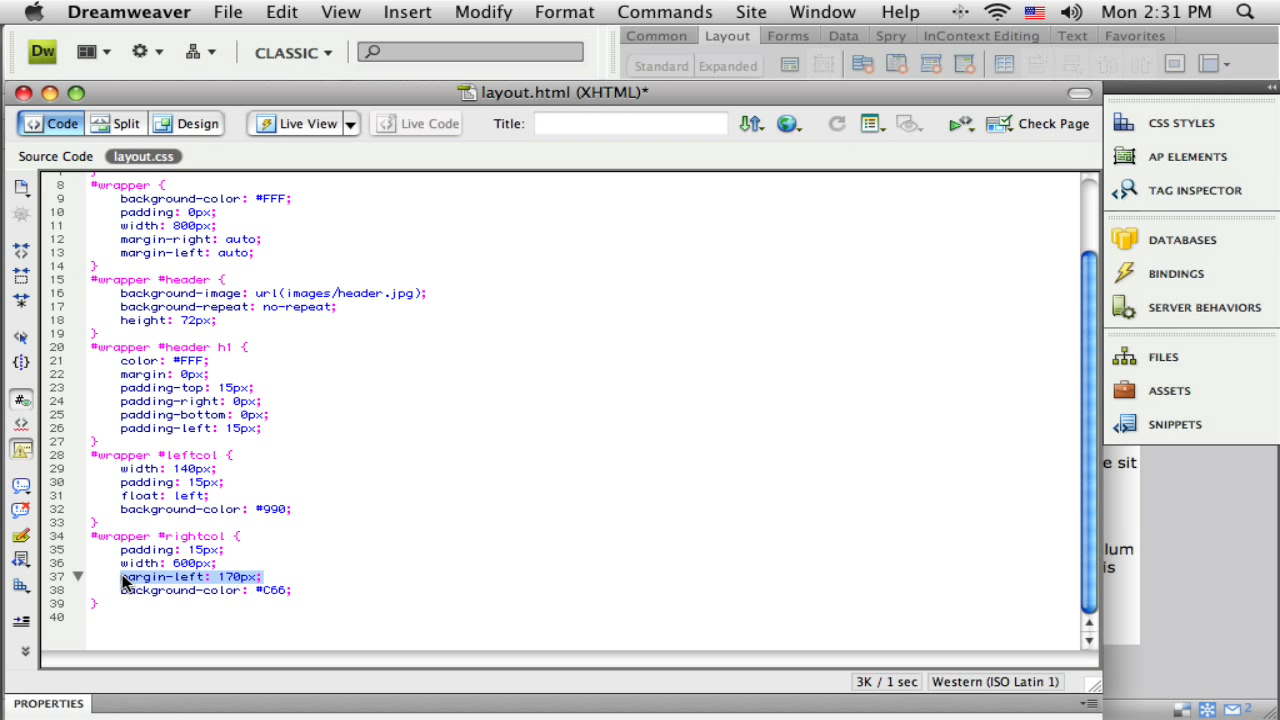 Dreamweaver File Edit View Insert Modify Format Commands Site Window Help Mon 2:31 PM
Dw CLASSIC
Common Layout Forms Data Spry InContext Editing Text Favorites
Standard Expanded
layout.html (XHTML)*
Code Split Design Live View Live Code Title: Check Page
Source Code layout.css
8 #wrapper {
9 background-color: #FFF;
10 padding: 0px;
11 width: 800px;
12 margin-right: auto;
13 margin-left: auto;
14 }
15 #wrapper #header {
16 background-image: url(images/header.jpg);
17 background-repeat: no-repeat;
18 height: 72px;
19 }
20 #wrapper #header h1 {
21 color: #FFF;
22 margin: 0px;
23 padding-top: 15px;
24 padding-right: 0px;
25 padding-bottom: 0px;
26 padding-left: 15px;
27 }
28 #wrapper #leftcol {
29 width: 140px;
30 padding: 15px;
31 float: left;
32 background-color: #990;
33 }
34 #wrapper #rightcol {
35 padding: 15px;
36 width: 600px;
37 margin-left: 170px;
38 background-color: #C66;
39 }
40
3K / 1 sec Western (ISO Latin 1)
PROPERTIES
CSS STYLES
AP ELEMENTS
TAG INSPECTOR
DATABASES
BINDINGS
SERVER BEHAVIORS
FILES
ASSETS
SNIPPETS
e sit
lum
is
2